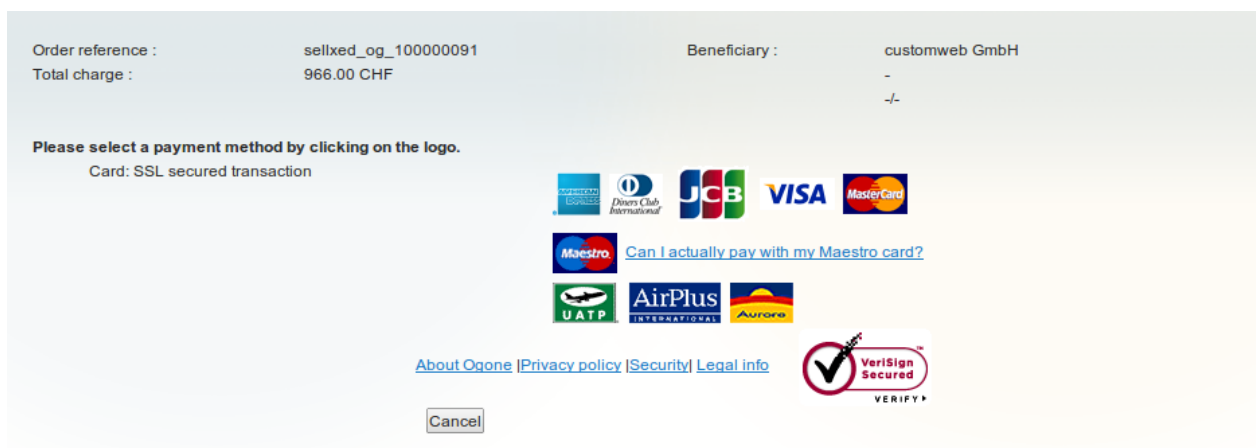 Order reference : sellxed_og_100000091 Beneficiary : customweb GmbH
Total charge : 966.00 CHF -
-/-
Please select a payment method by clicking on the logo.
Card: SSL secured transaction
AMERICAN EXPRESS Diners Club International JCB VISA MasterCard
Maestro Can I actually pay with my Maestro card?
UATP AirPlus INTERNATIONAL Aurore
About Ogone |Privacy policy |Security| Legal info VeriSign Secured ™
VERIFY
Cancel